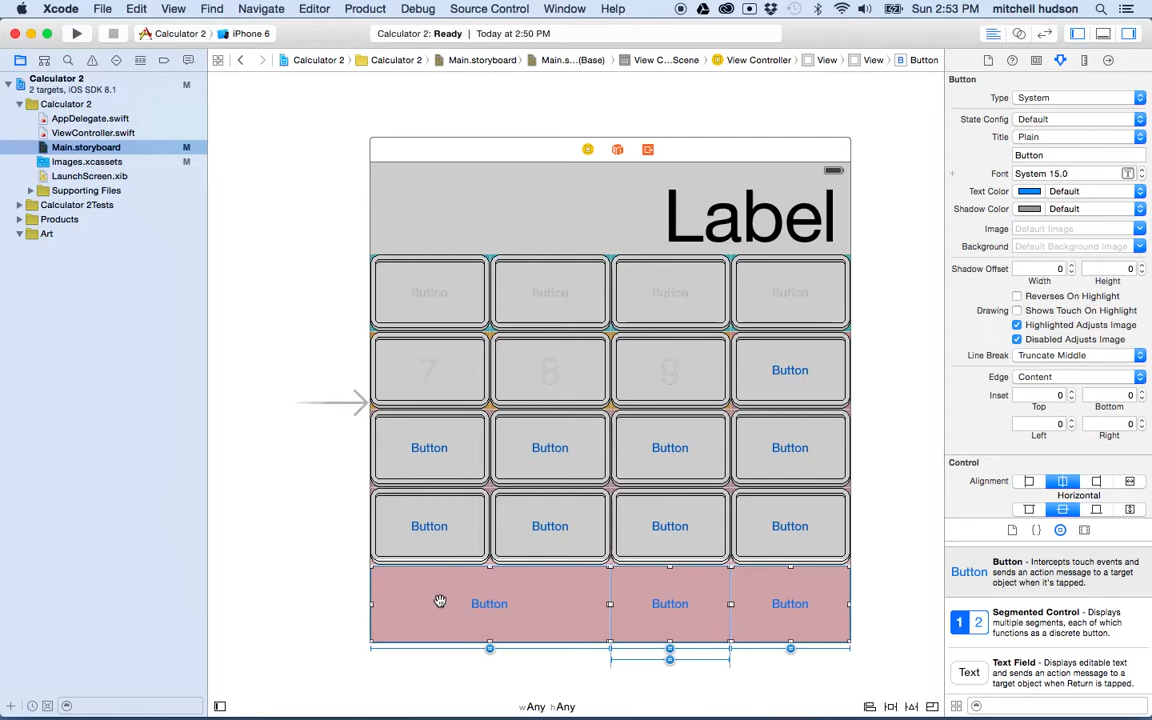 Xcode File Edit View Find Navigate Editor Product Debug Source Control Window Help Sun 2:53 PM mitchell hudson
Calculator 2 iPhone 6 Calculator 2: Ready Today at 2:50 PM
Calculator 2 Calculator 2 Main.storyboard Main.s...(Base) View C...Scene View Controller View View B Button
Calculator 2 M
2 targets, iOS SDK 8.1
Calculator 2
AppDelegate.swift
ViewController.swift
Main.storyboard M
Images.xcassets M
LaunchScreen.xib
Supporting Files
Calculator 2Tests
Products
Art
Label
Button Button Button Button
7 8 9 Button
Button Button Button Button
Button Button Button Button
Button Button Button
wAny hAny
Button
Type System
State Config Default
Title Plain
Button
Font System 15.0 T
Text Color Default
Shadow Color Default
Image Default Image
Background Default Background Image
Shadow Offset 0 0
Width Height
Reverses On Highlight
Drawing Shows Touch On Highlight
Highlighted Adjusts Image
Disabled Adjusts Image
Line Break Truncate Middle
Edge Content
Inset 0 0
Top Bottom
0 0
Left Right
Control
Alignment
Horizontal
Button Button - Intercepts touch events and
sends an action message to a target
object when it's tapped.
1 2 Segmented Control - Displays
multiple segments, each of which
functions as a discrete button.
Text Text Field - Displays editable text
and sends an action message to a
target object when Return is tapped.